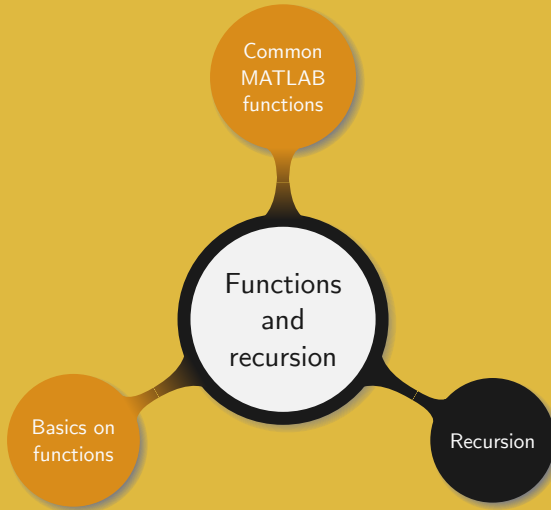 Common
MATLAB
functions
Functions
and
recursion
Basics on
functions
Recursion